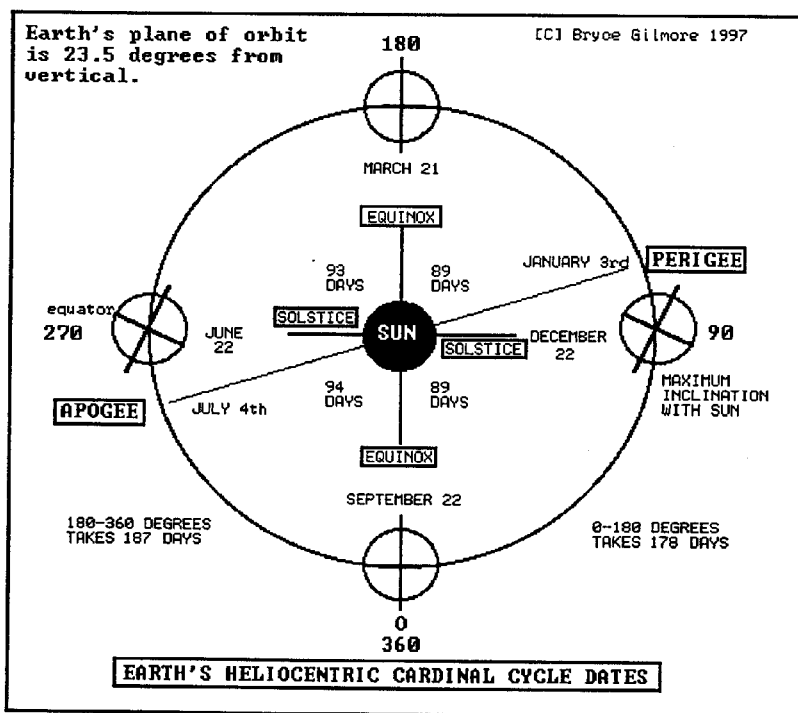 Earth's plane of orbit
is 23.5 degrees from
vertical.
180
[C] Bryce Gilmore 1997
MARCH 21
EQUINOX
93
DAYS
89
DAYS
JANUARY 3rd
PERIGEE
equator
270
JUNE
22
SOLSTICE
SUN
SOLSTICE
DECEMBER
22
90
MAXIMUM
INCLINATION
WITH SUN
APOGEE
JULY 4th
94
DAYS
89
DAYS
EQUINOX
SEPTEMBER 22
180-360 DEGREES
TAKES 187 DAYS
0-180 DEGREES
TAKES 178 DAYS
0
360
EARTH'S HELIOCENTRIC CARDINAL CYCLE DATES